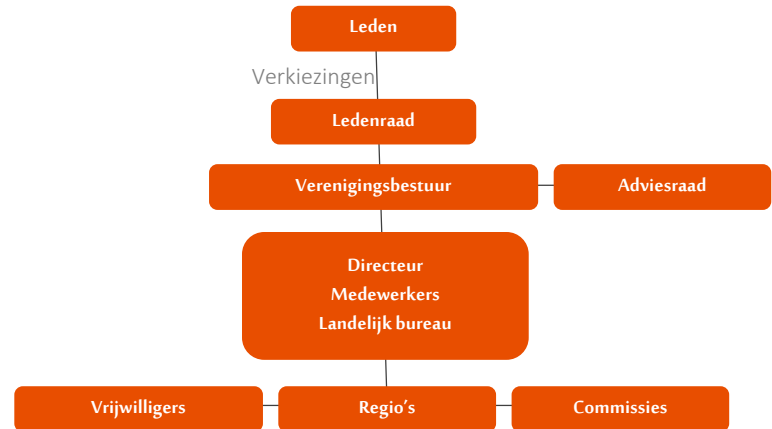 Leden
Verkiezingen
Ledenraad
Verenigingsbestuur
Adviesraad
Directeur
Medewerkers
Landelijk bureau
Vrijwilligers
Regio’s
Commissies